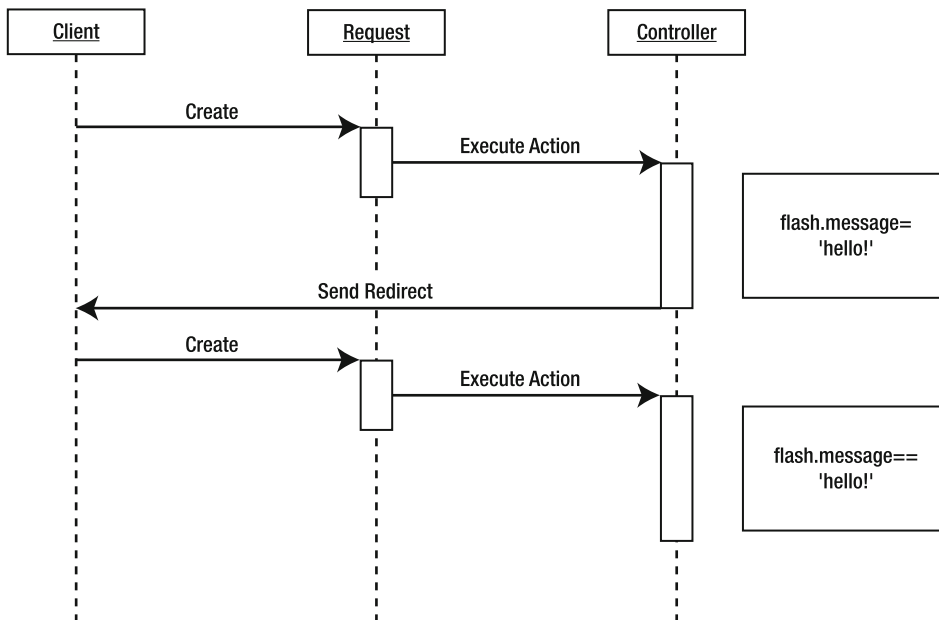 Client
Request
Controller
Create
Execute Action
flash.message=
'hello!'
Send Redirect
Create
Execute Action
flash.message==
'hello!'